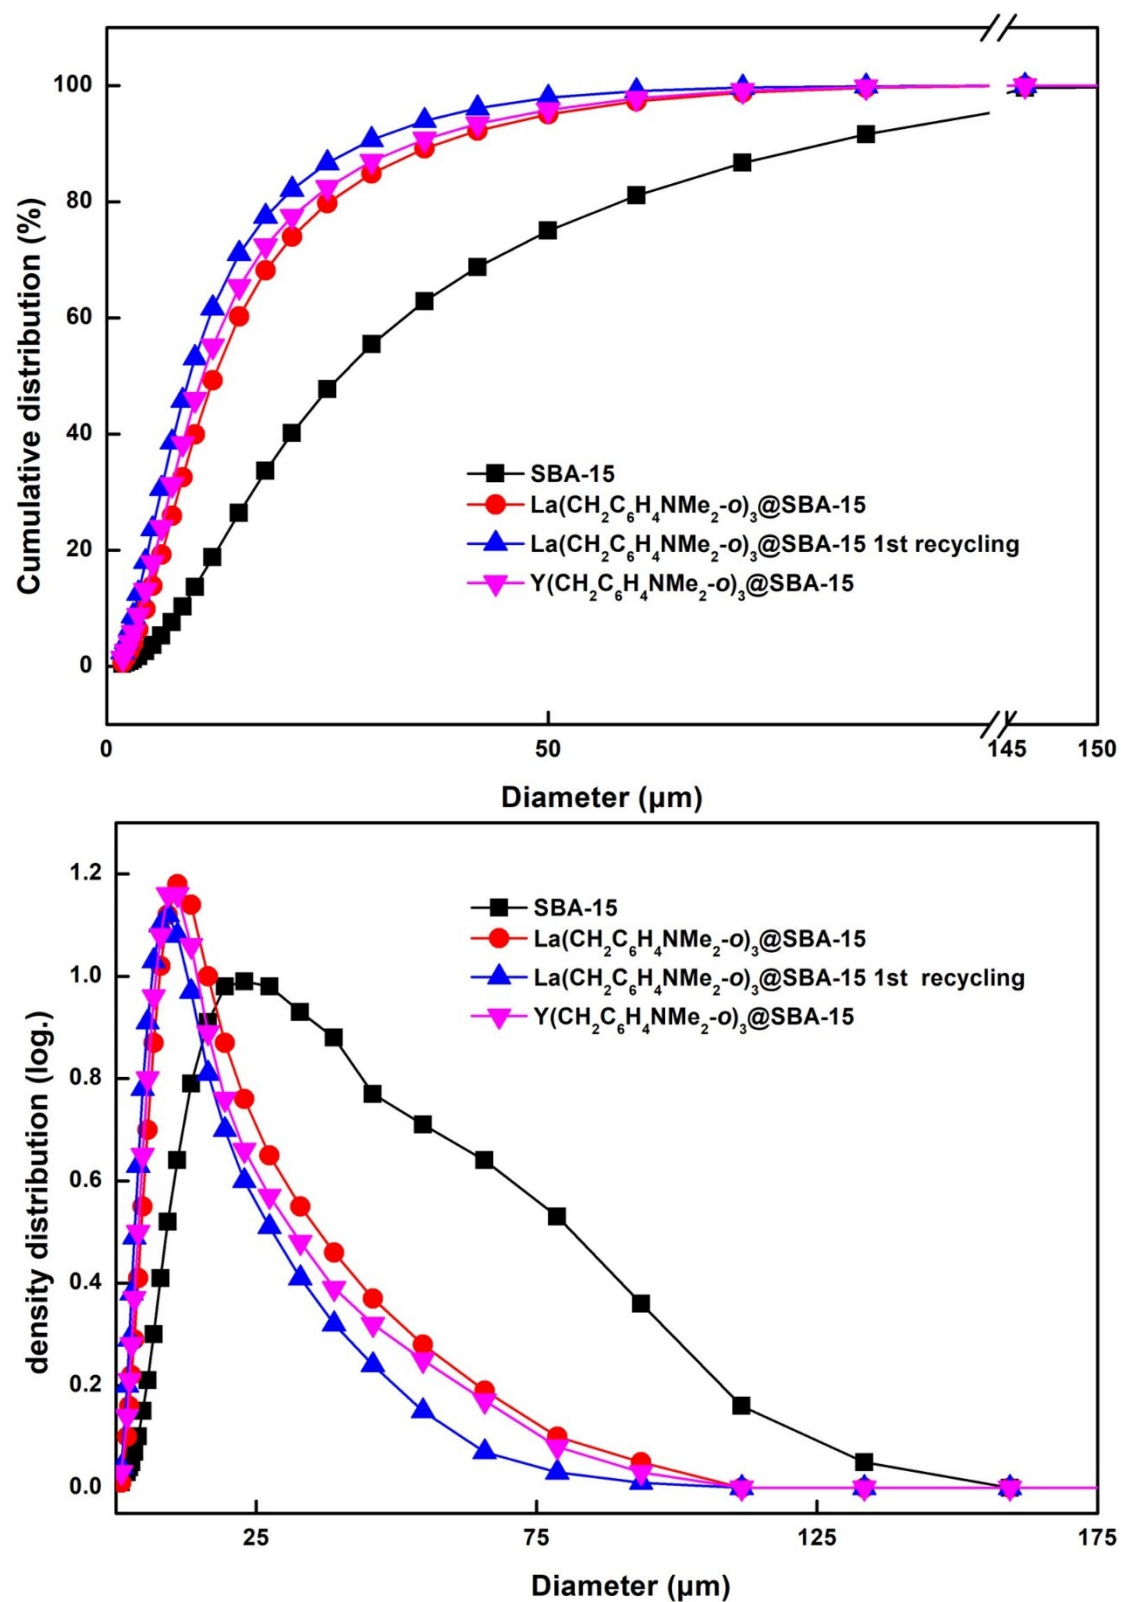 100
80
60
40
20
0
Cumulative distribution (%)
SBA-15
La(CH₂C₆H₄NMe₂-o)₃@SBA-15
La(CH₂C₆H₄NMe₂-o)₃@SBA-15 1st recycling
Y(CH₂C₆H₄NMe₂-o)₃@SBA-15
0 50 145 150
Diameter (µm)
1.2
1.0
0.8
0.6
0.4
0.2
0.0
density distribution (log.)
SBA-15
La(CH₂C₆H₄NMe₂-o)₃@SBA-15
La(CH₂C₆H₄NMe₂-o)₃@SBA-15 1st recycling
Y(CH₂C₆H₄NMe₂-o)₃@SBA-15
25 75 125 175
Diameter (µm)